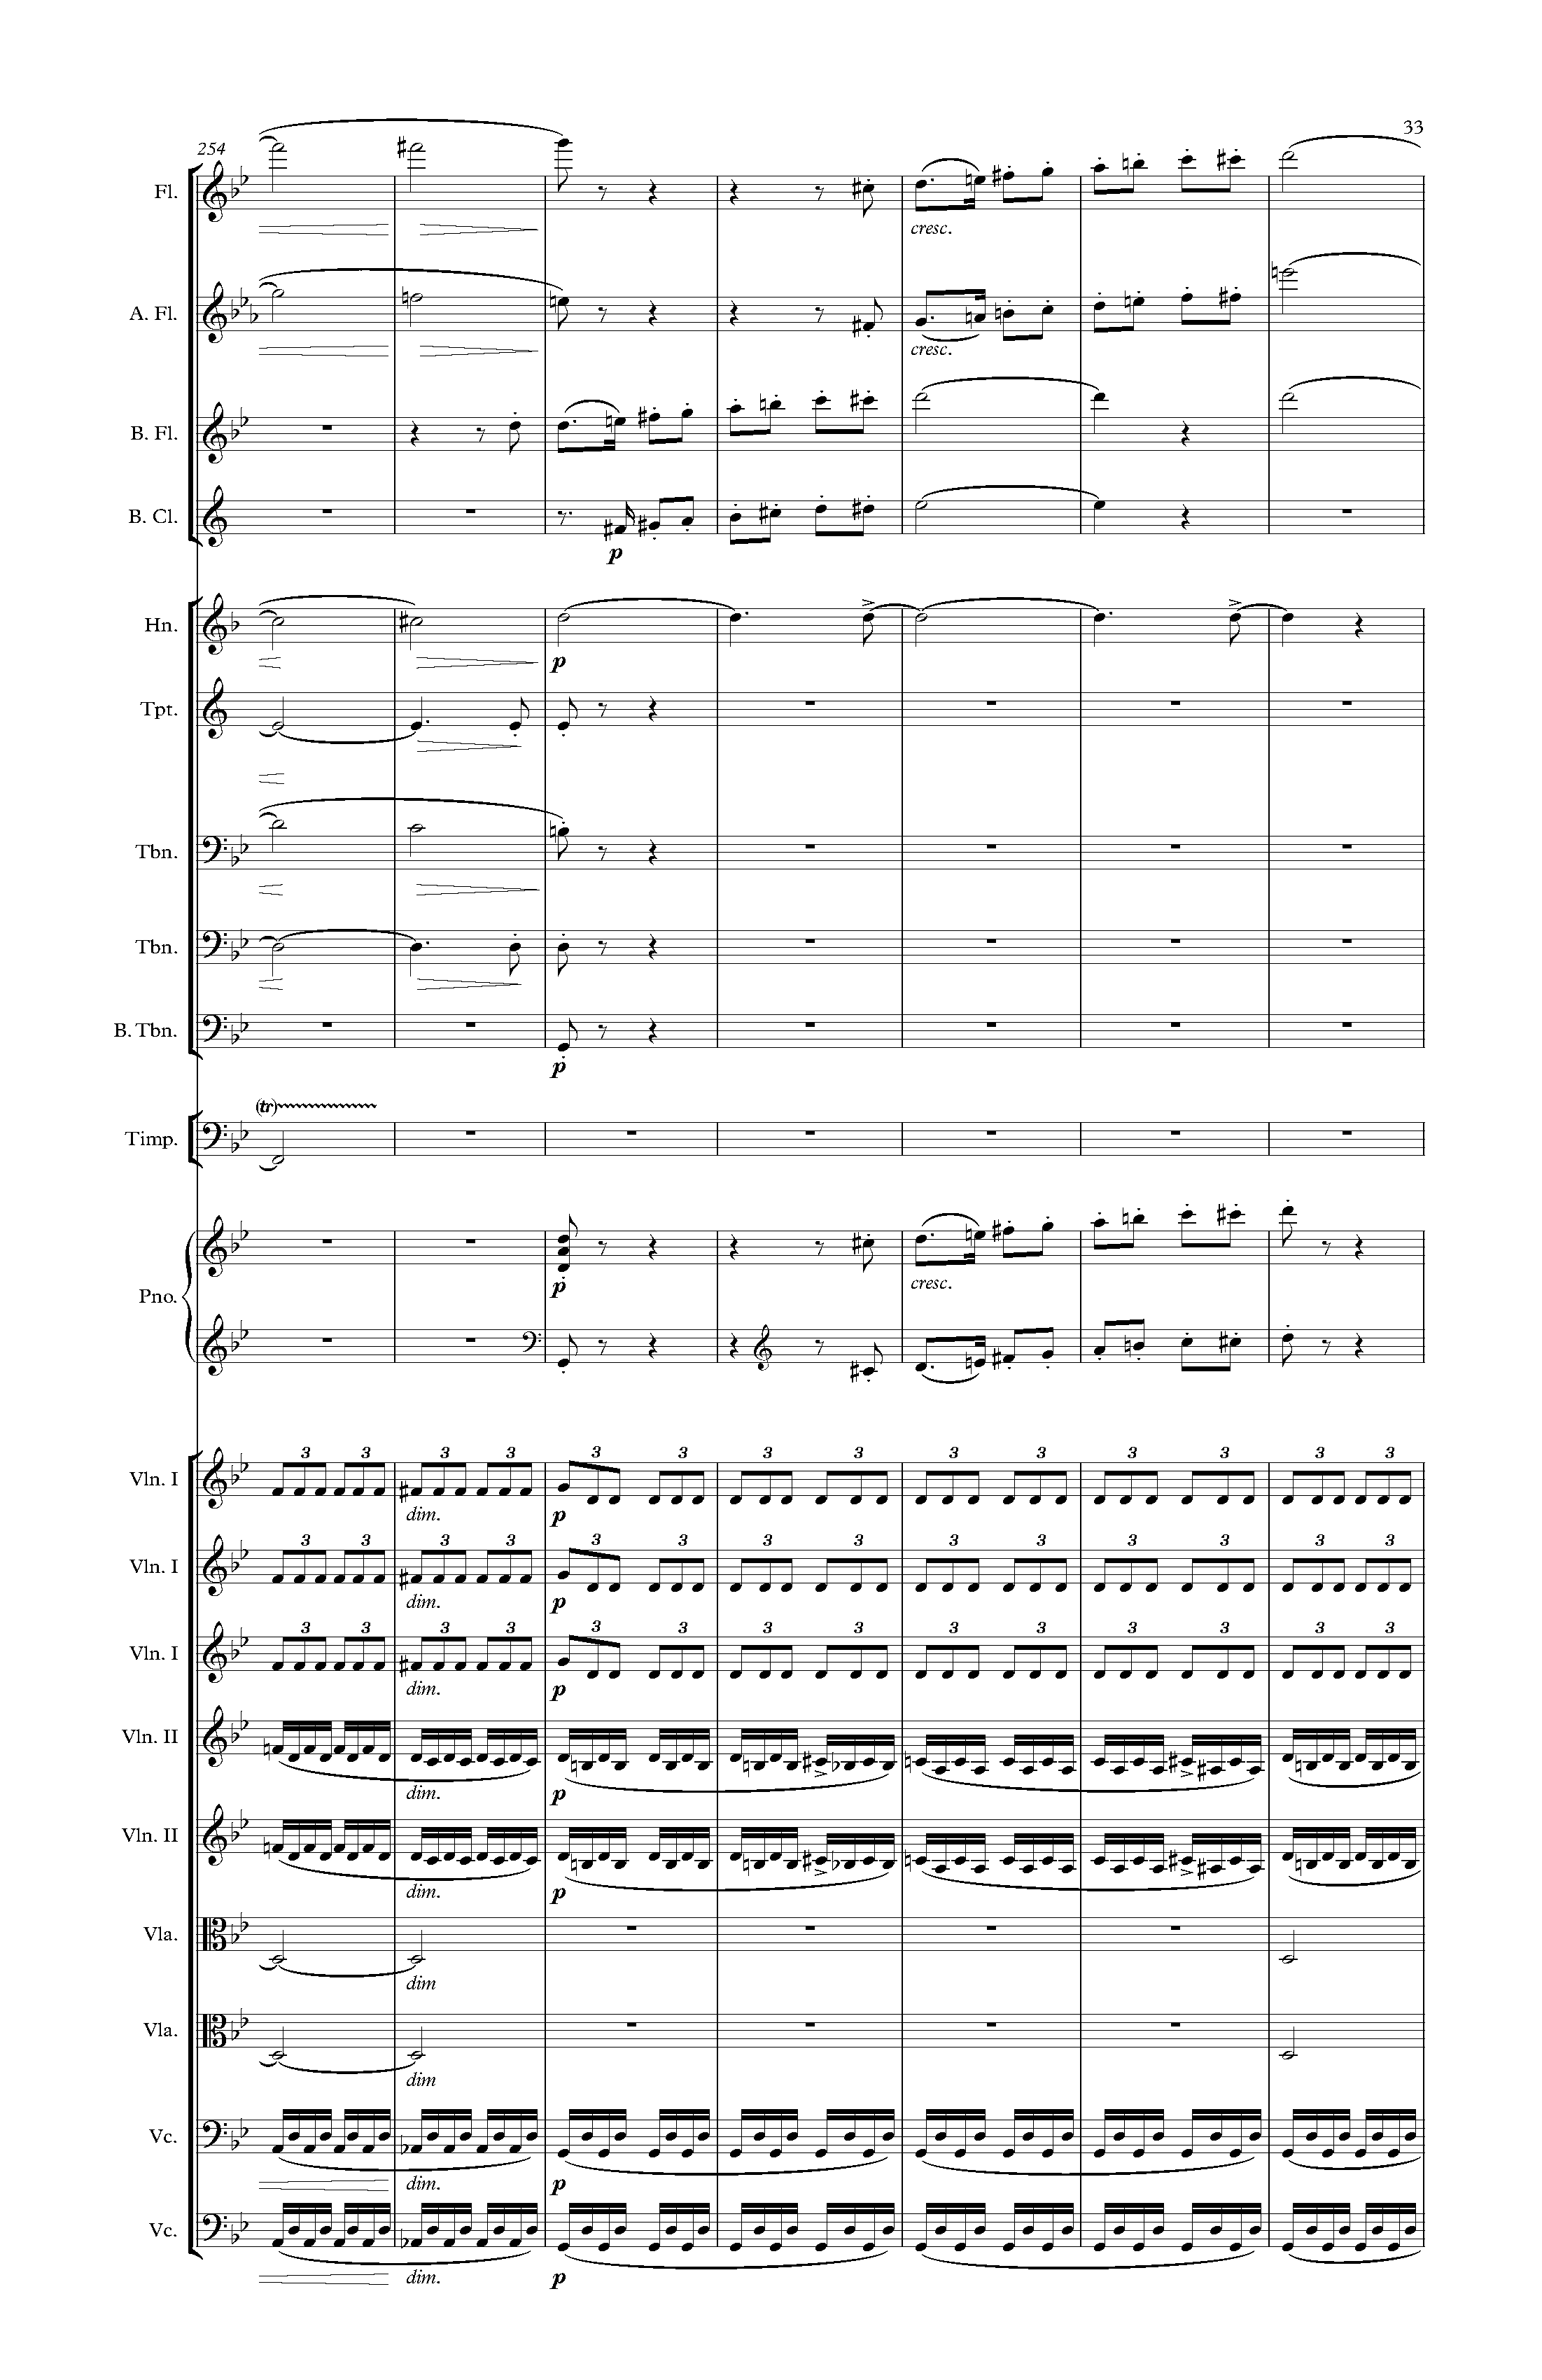 33
254
Fl.
cresc.
A. Fl.
cresc.
B. Fl.
B. Cl.
p
Hn.
p
Tpt.
Tbn.
Tbn.
B. Tbn.
p
(tr)
Timp.
Pno.
p
cresc.
3 3 3 3 3 3 3 3 3 3 3 3 3 3
Vln. I
dim.
p
3 3 3 3 3 3 3 3 3 3 3 3 3 3
Vln. I
dim.
p
3 3 3 3 3 3 3 3 3 3 3 3 3 3
Vln. I
dim.
p
Vln. II
dim.
p
Vln. II
dim.
p
Vla.
dim
Vla.
dim
Vc.
dim.
p
Vc.
dim.
p